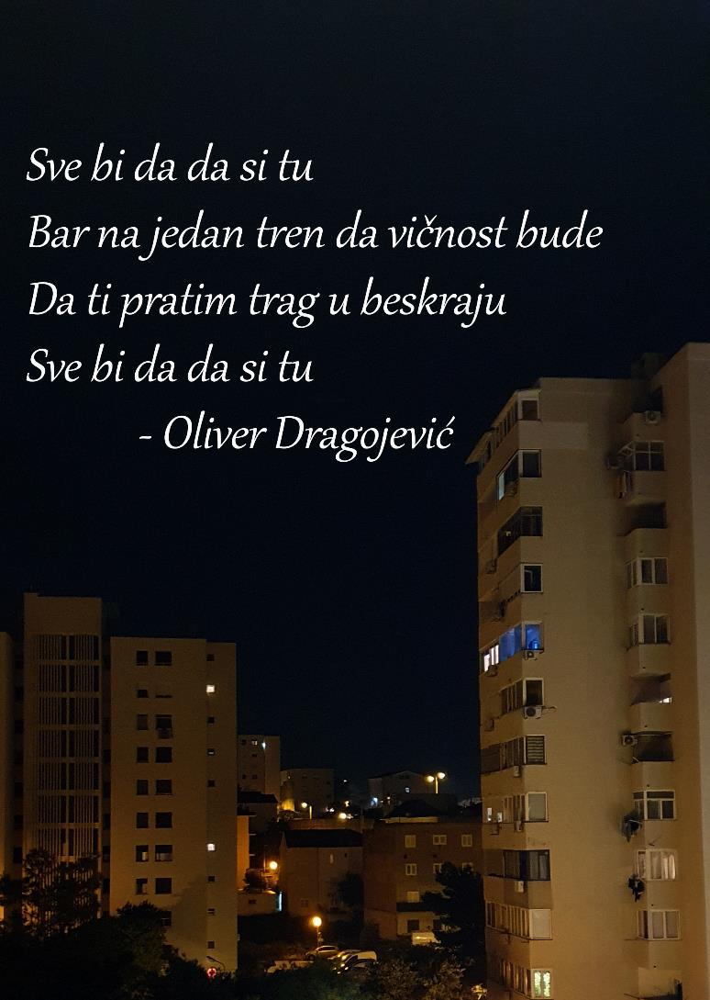 Sve bi da da si tu
Bar na jedan tren da vičnost bude
Da ti pratim trag u beskraju
Sve bi da da si tu
- Oliver Dragojević